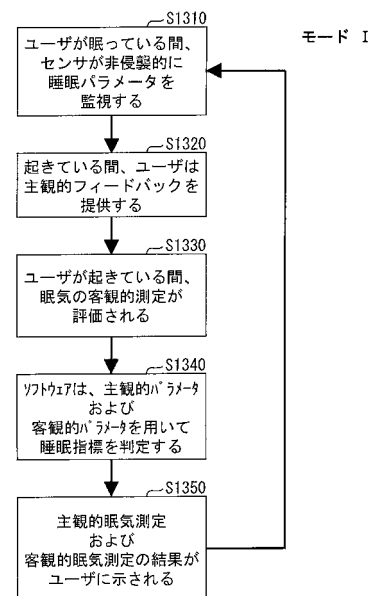 モード I
S1310
ユーザが眠っている間、
センサが非侵襲的に
睡眠パラメータを
監視する
S1320
起きている間、ユーザは
主観的フィードバックを
提供する
S1330
ユーザが起きている間、
眠気の客観的測定が
評価される
S1340
ソフトウェアは、主観的パラメータ
および
客観的パラメータを用いて
睡眠指標を判定する
S1350
主観的眠気測定
および
客観的眠気測定の結果が
ユーザに示される